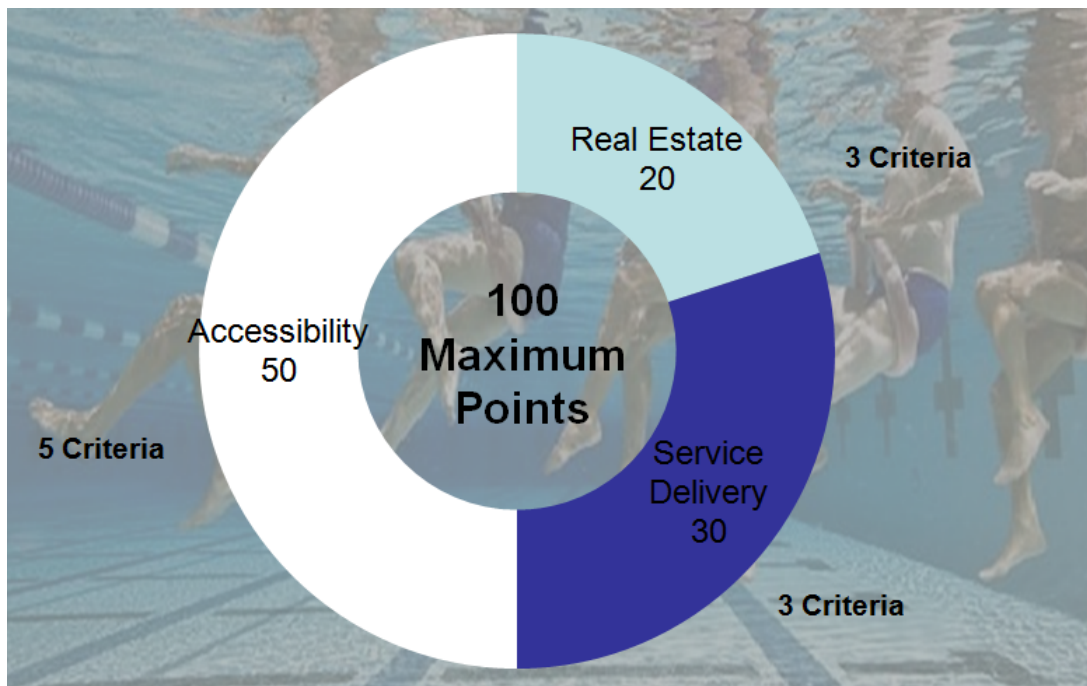 Real Estate
20
3 Criteria
100
Maximum
Points
Accessibility
50
5 Criteria
Service
Delivery
30
3 Criteria